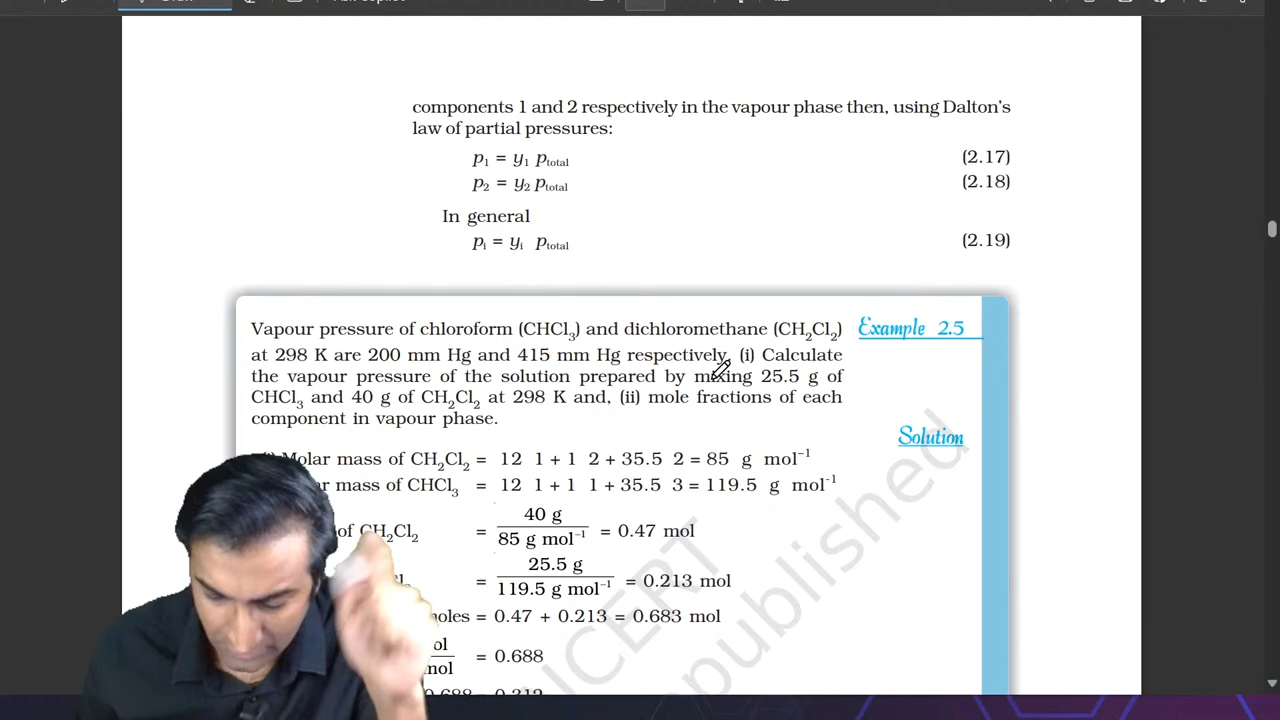 components 1 and 2 respectively in the vapour phase then, using Dalton's
law of partial pressures:
p₁ = y₁ p_total (2.17)
p₂ = y₂ p_total (2.18)
In general
pᵢ = yᵢ p_total (2.19)
Vapour pressure of chloroform (CHCl₃) and dichloromethane (CH₂Cl₂)
Example 2.5
at 298 K are 200 mm Hg and 415 mm Hg respectively, (i) Calculate
the vapour pressure of the solution prepared by mixing 25.5 g of
CHCl₃ and 40 g of CH₂Cl₂ at 298 K and, (ii) mole fractions of each
component in vapour phase.
Solution
Molar mass of CH₂Cl₂ = 12 1 + 1 2 + 35.5 2 = 85 g mol⁻¹
mass of CHCl₃ = 12 1 + 1 1 + 35.5 3 = 119.5 g mol⁻¹
of CH₂Cl₂ = 40 g / 85 g mol⁻¹ = 0.47 mol
= 25.5 g / 119.5 g mol⁻¹ = 0.213 mol
moles = 0.47 + 0.213 = 0.683 mol
= 0.688
0.688 = 0.312
published